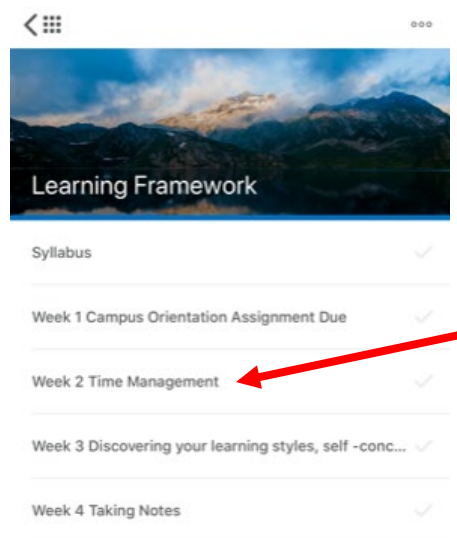 Learning Framework
Syllabus
Week 1 Campus Orientation Assignment Due
Week 2 Time Management
Week 3 Discovering your learning styles, self -conc...
Week 4 Taking Notes